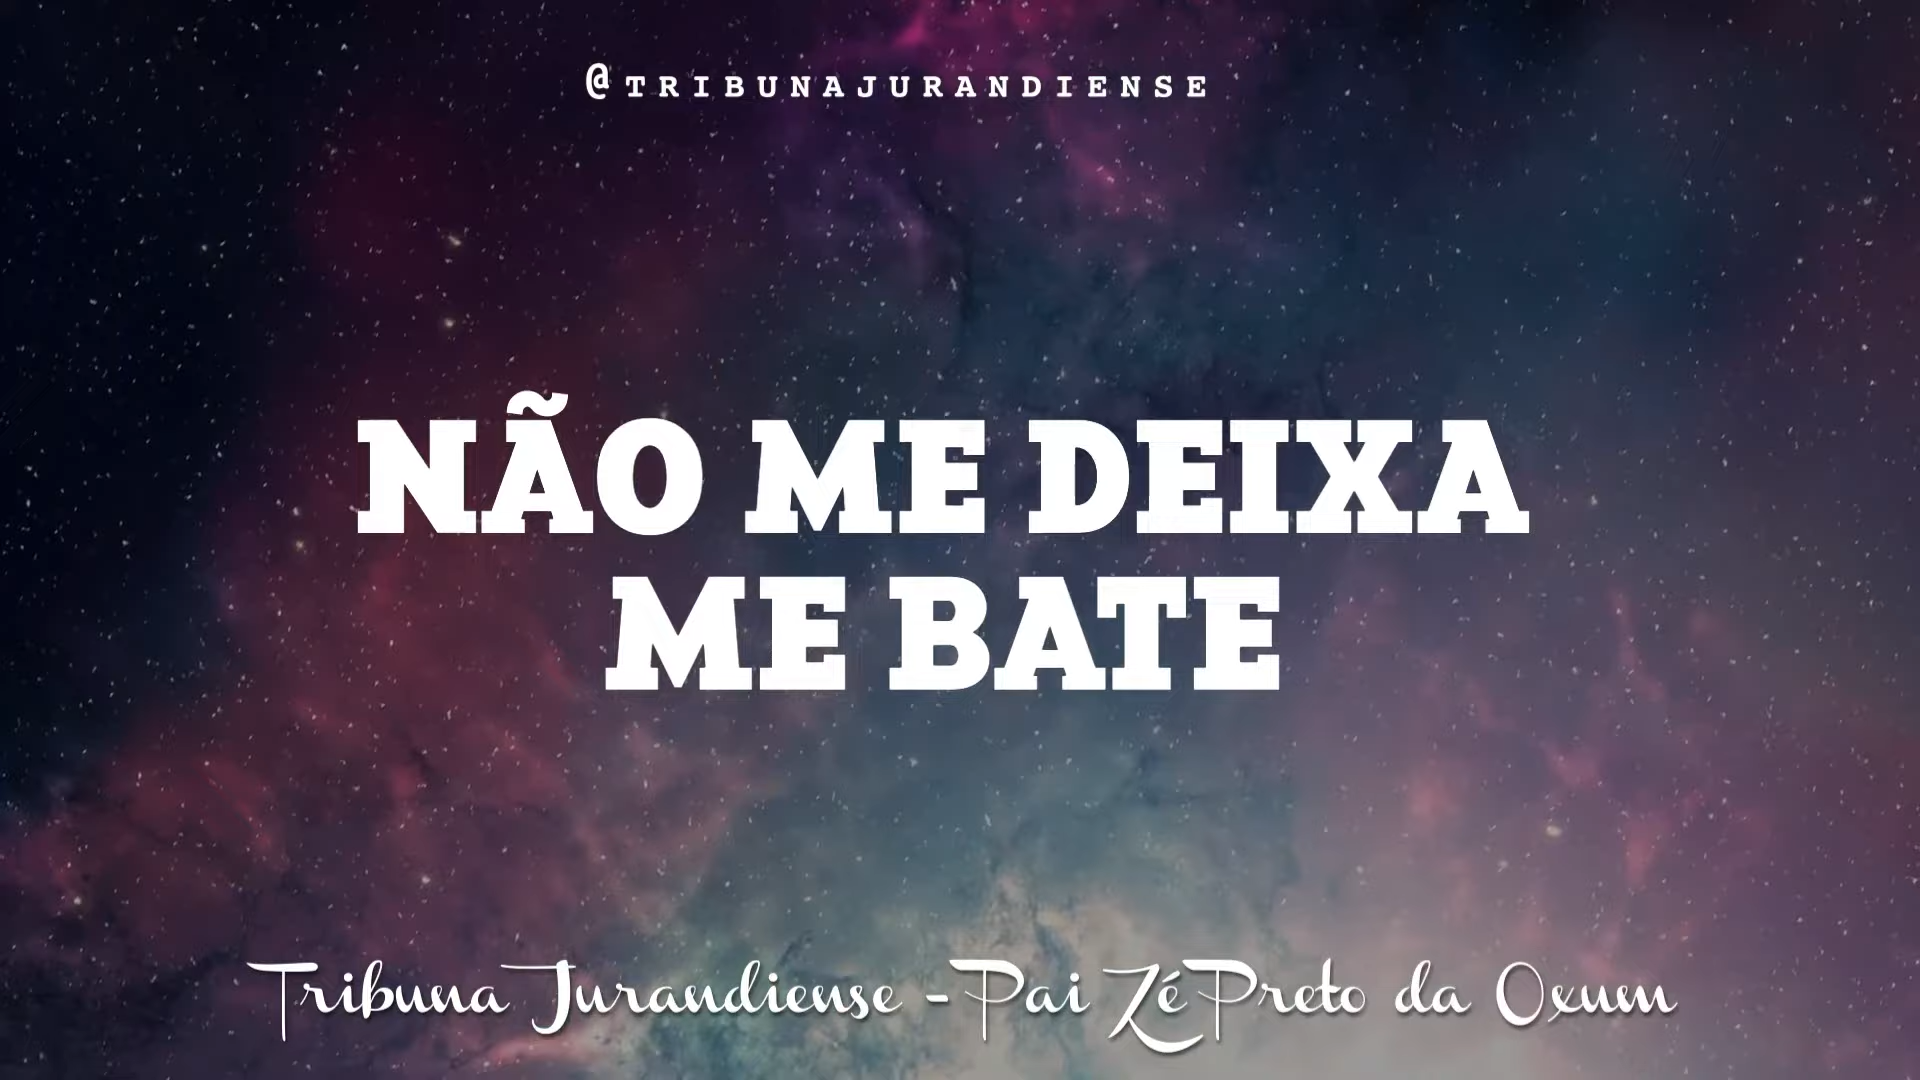 @TRIBUNAJURANDIENSE
NÃO ME DEIXA
ME BATE
Tribuna Jurandiense - Pai Zé Preto da Oxum